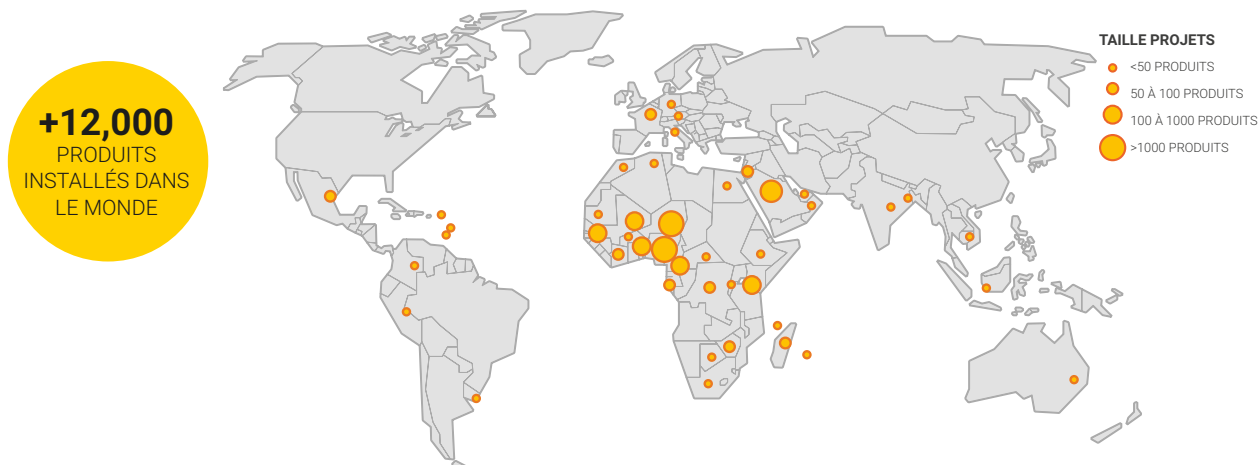 +12,000
PRODUITS
INSTALLÉS DANS
LE MONDE
TAILLE PROJETS
<50 PRODUITS
50 À 100 PRODUITS
100 À 1000 PRODUITS
>1000 PRODUITS